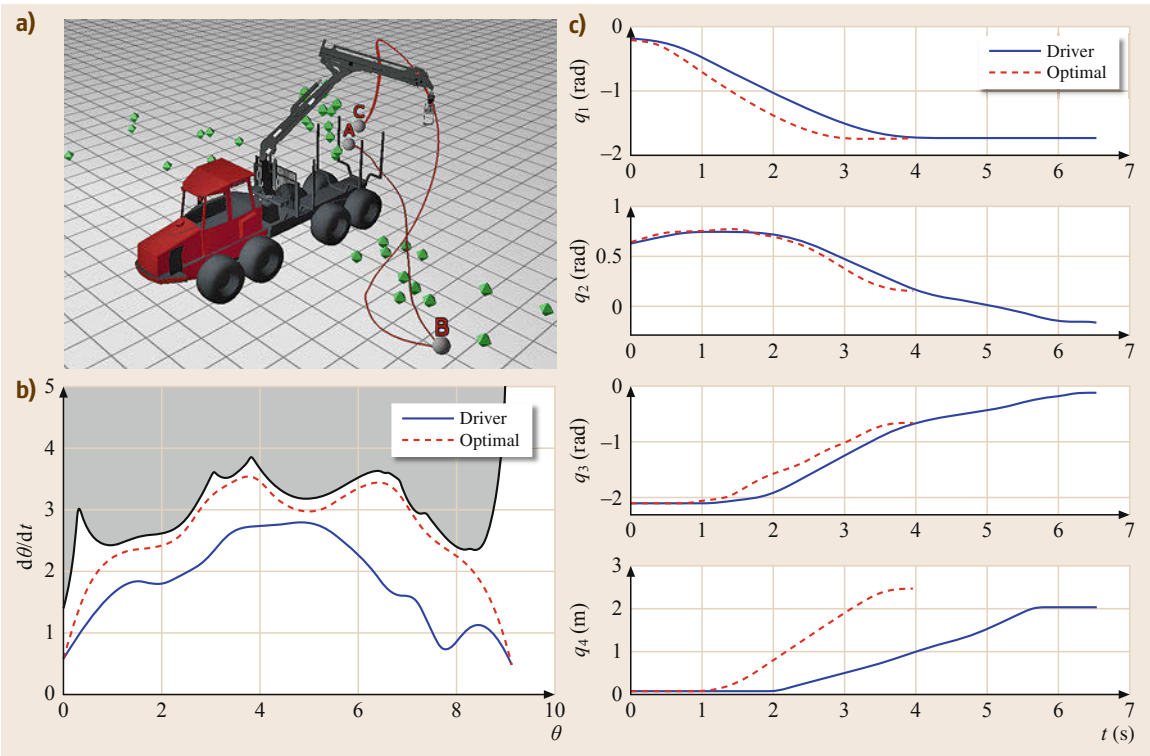 a)
C
A
B
b)
dθ/dt
5
4
3
2
1
0
Driver
Optimal
0 2 4 6 8 10
θ
c)
q1 (rad)
0
−1
−2
Driver
Optimal
0 1 2 3 4 5 6 7
q2 (rad)
1
0.5
0
0 1 2 3 4 5 6 7
q3 (rad)
0
−1
−2
0 1 2 3 4 5 6 7
q4 (m)
4
3
2
1
0
0 1 2 3 4 5 6 7
t (s)